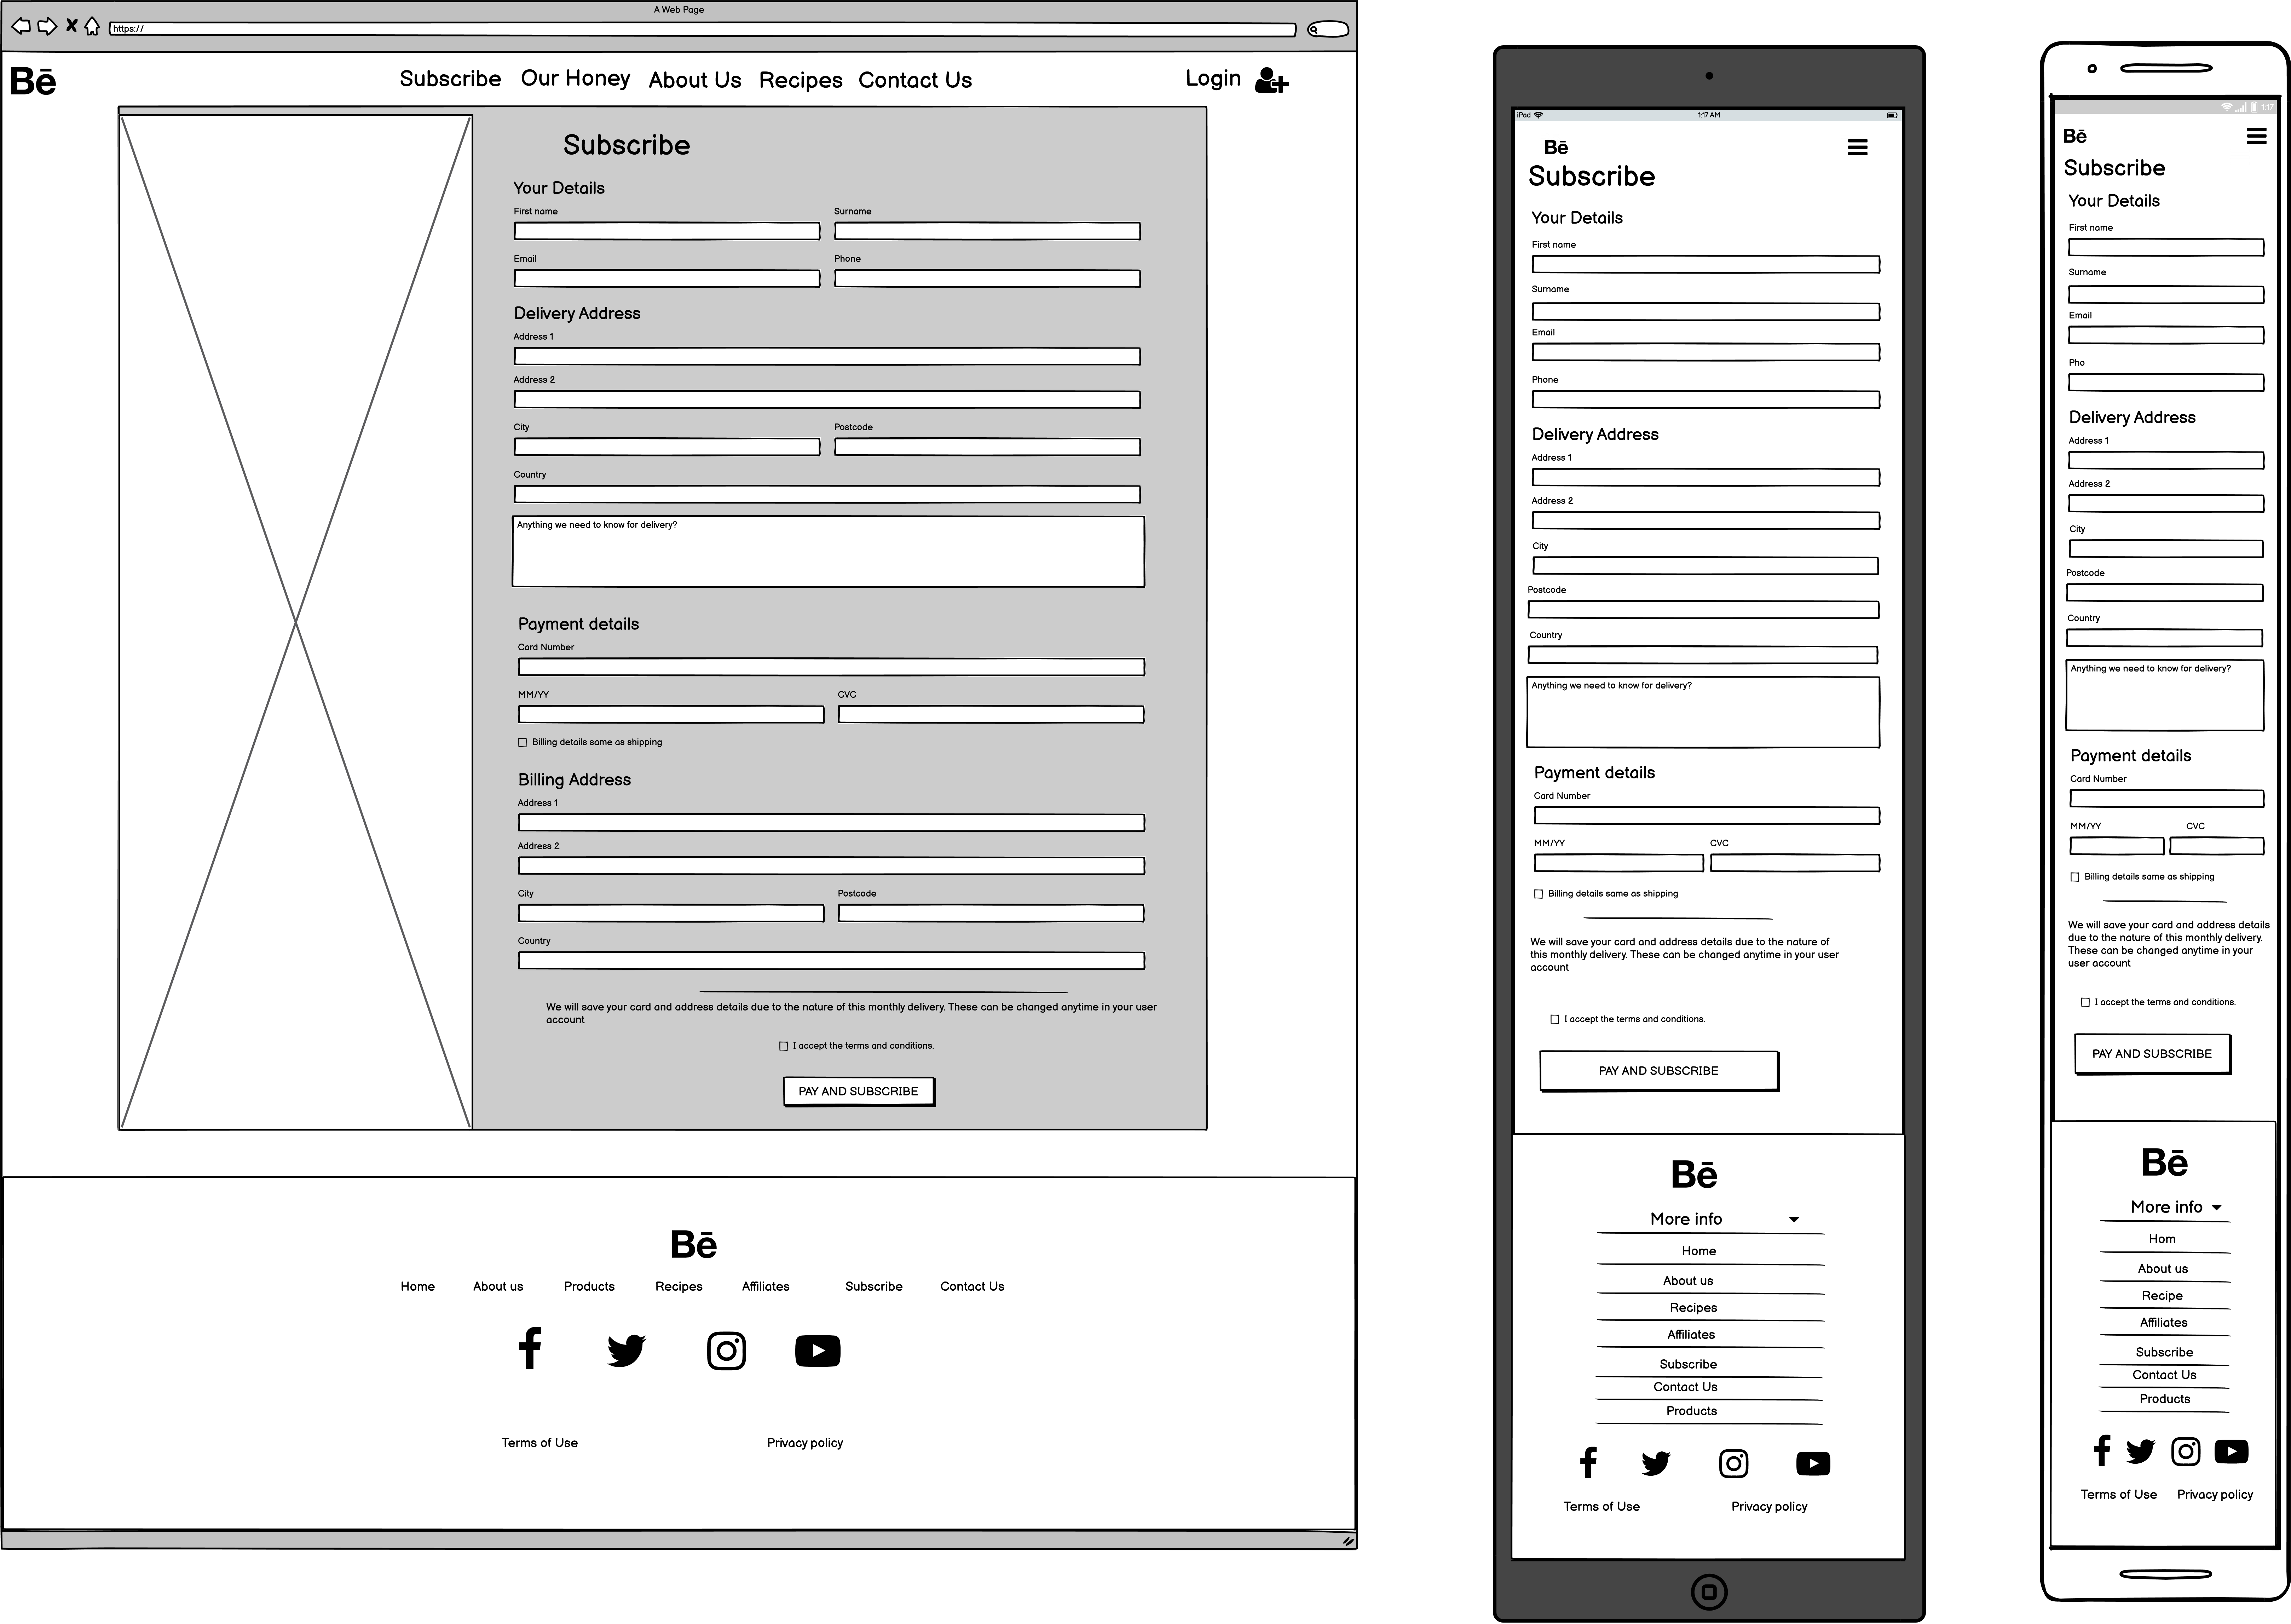 A Web Page
https://
Bē
Subscribe Our Honey About Us Recipes Contact Us
Login
Subscribe
Your Details
First name Surname
Email Phone
Delivery Address
Address 1
Address 2
City Postcode
Country
Anything we need to know for delivery?
Payment details
Card Number
MM/YY CVC
Billing details same as shipping
Billing Address
Address 1
Address 2
City Postcode
Country
We will save your card and address details due to the nature of this monthly delivery. These can be changed anytime in your user
account
I accept the terms and conditions.
PAY AND SUBSCRIBE
Bē
Home About us Products Recipes Affiliates Subscribe Contact Us
Terms of Use Privacy policy
iPad 1:17 AM
Bē
Subscribe
Your Details
First name
Surname
Email
Phone
Delivery Address
Address 1
Address 2
City
Postcode
Country
Anything we need to know for delivery?
Payment details
Card Number
MM/YY CVC
Billing details same as shipping
We will save your card and address details due to the nature of
this monthly delivery. These can be changed anytime in your user
account
I accept the terms and conditions.
PAY AND SUBSCRIBE
Bē
More info
Home
About us
Recipes
Affiliates
Subscribe
Contact Us
Products
Terms of Use Privacy policy
1:17
Bē
Subscribe
Your Details
First name
Surname
Email
Pho
Delivery Address
Address 1
Address 2
City
Postcode
Country
Anything we need to know for delivery?
Payment details
Card Number
MM/YY CVC
Billing details same as shipping
We will save your card and address details
due to the nature of this monthly delivery.
These can be changed anytime in your
user account
I accept the terms and conditions.
PAY AND SUBSCRIBE
Bē
More info
Hom
About us
Recipe
Affiliates
Subscribe
Contact Us
Products
Terms of Use Privacy policy